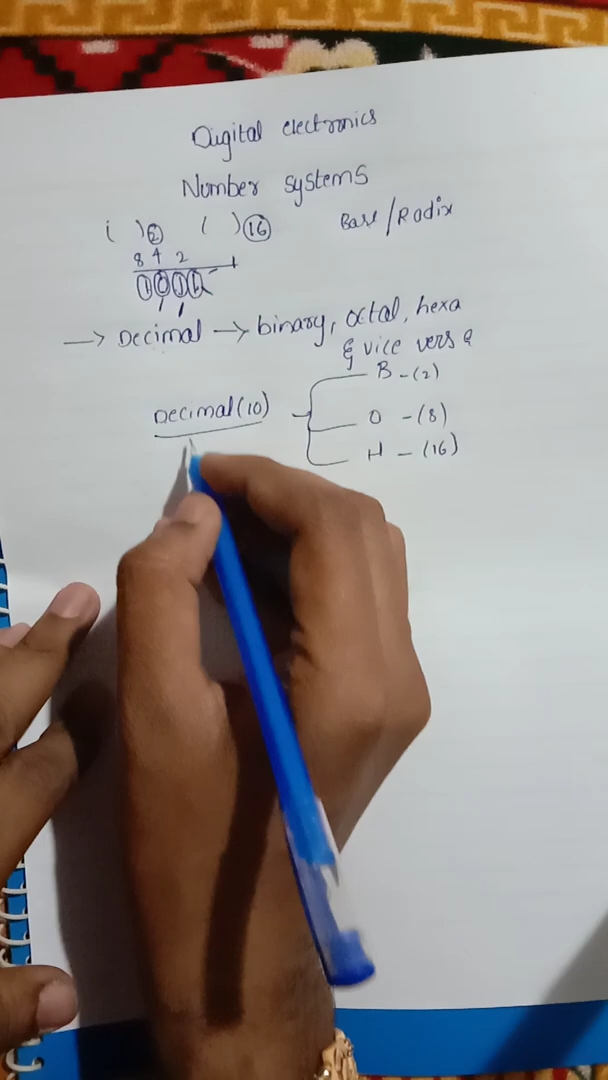 Digital electronics
Number systems
( )2 ( )16 Base/Radix
8 4 2 1
→ Decimal → binary, octal, hexa
& vice versa
B - (2)
Decimal (10)
O - (8)
H - (16)